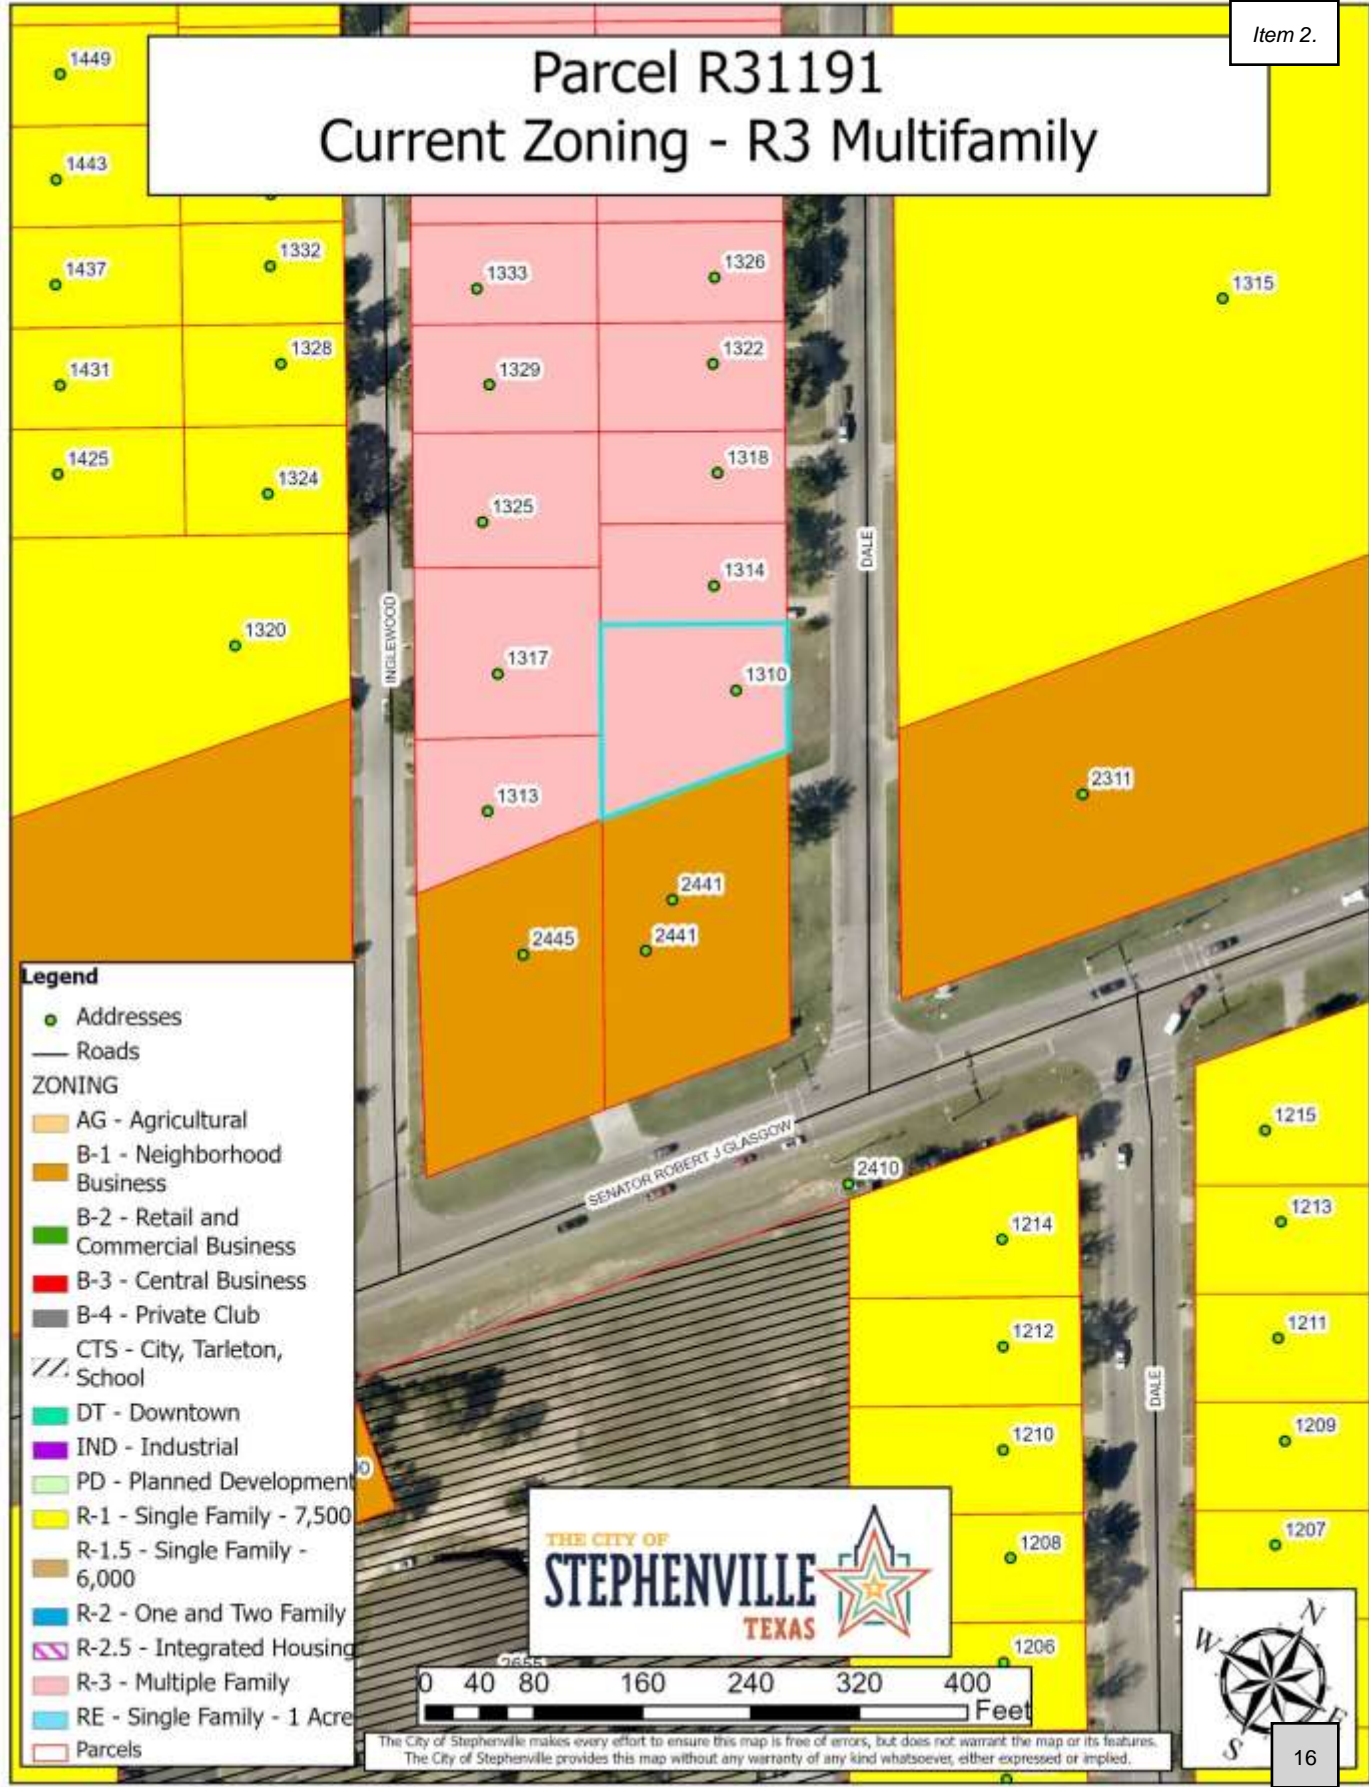 Item 2.
Parcel R31191
Current Zoning - R3 Multifamily
1449
1443
1437
1332
1333
1326
1315
1431
1328
1329
1322
1425
1324
1325
1318
DALE
1314
INGLEWOOD
1320
1317
1310
1313
2311
2441
2445
2441
SENATOR ROBERT J GLASGOW
2410
1215
1214
1213
1212
1211
DALE
1210
1209
1208
1207
1206
2655
Legend
Addresses
Roads
ZONING
AG - Agricultural
B-1 - Neighborhood
Business
B-2 - Retail and
Commercial Business
B-3 - Central Business
B-4 - Private Club
CTS - City, Tarleton,
School
DT - Downtown
IND - Industrial
PD - Planned Development
R-1 - Single Family - 7,500
R-1.5 - Single Family -
6,000
R-2 - One and Two Family
R-2.5 - Integrated Housing
R-3 - Multiple Family
RE - Single Family - 1 Acre
Parcels
THE CITY OF
STEPHENVILLE
TEXAS
0 40 80 160 240 320 400
Feet
N
W
E
S
The City of Stephenville makes every effort to ensure this map is free of errors, but does not warrant the map or its features.
The City of Stephenville provides this map without any warranty of any kind whatsoever, either expressed or implied.
16